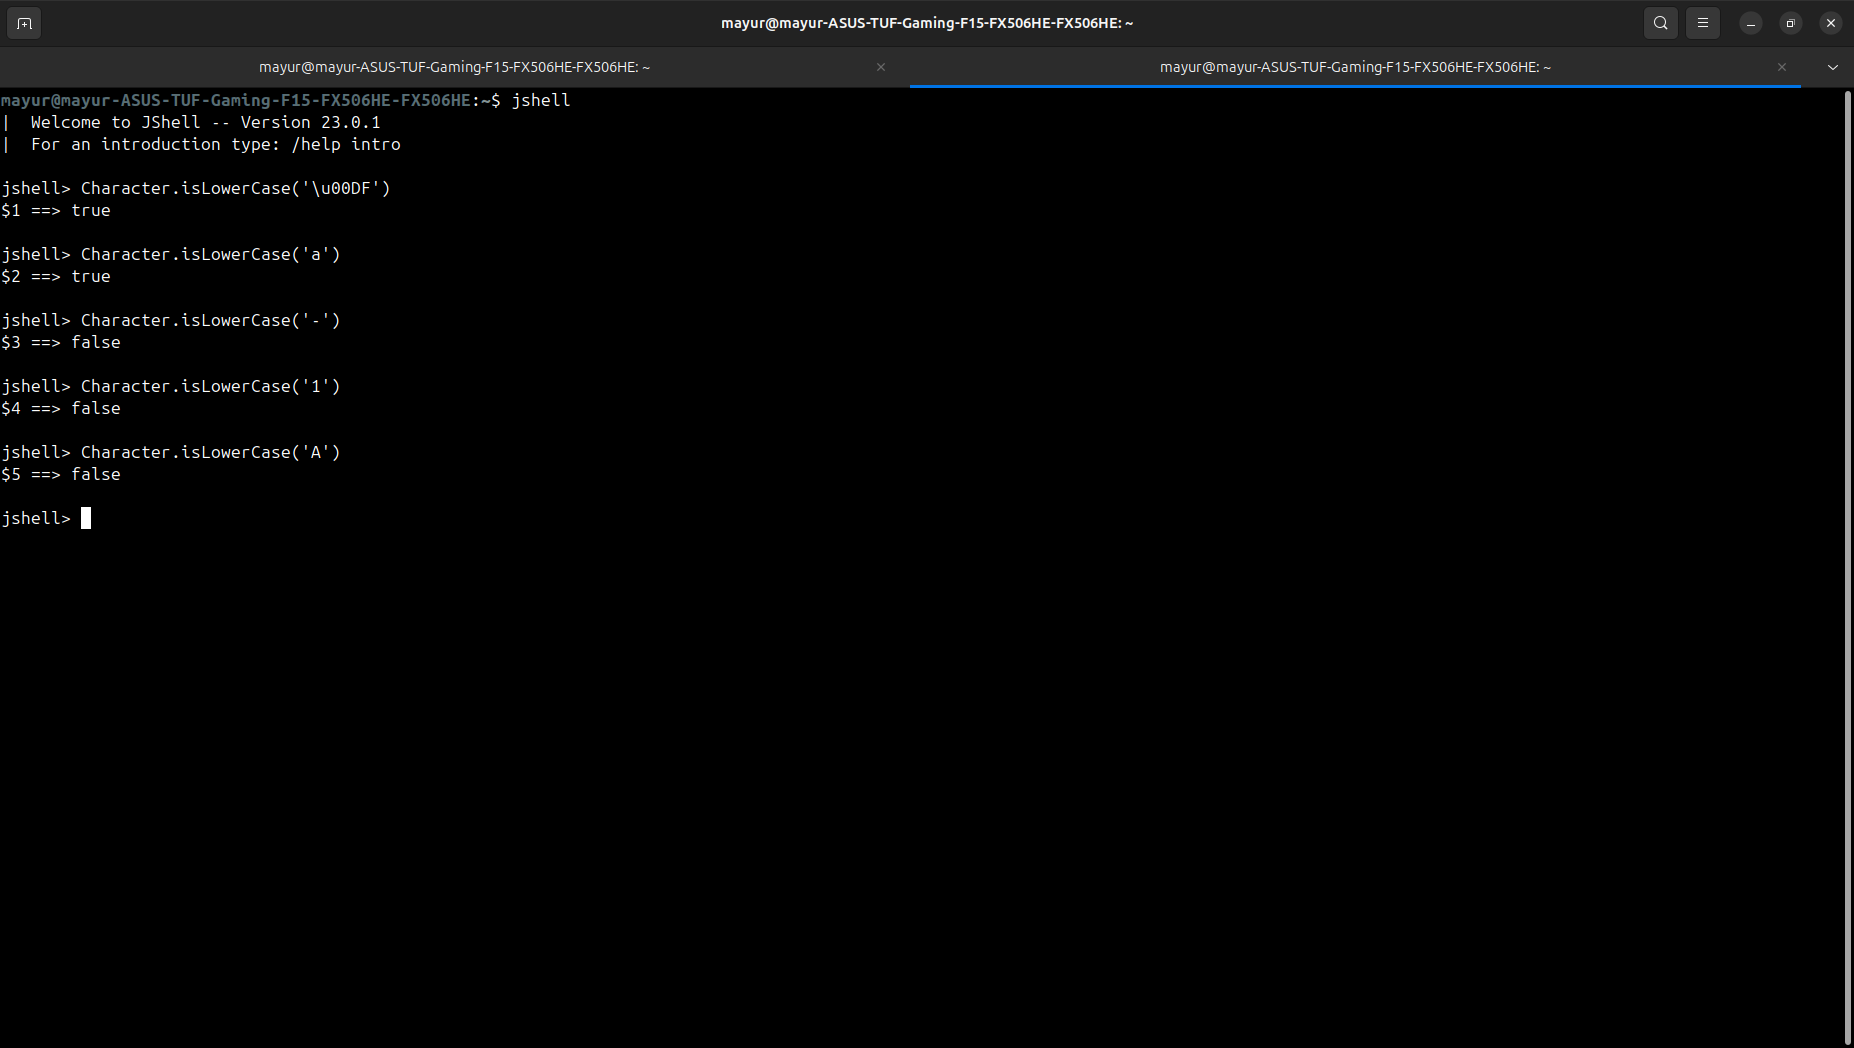 mayur@mayur-ASUS-TUF-Gaming-F15-FX506HE-FX506HE: ~
mayur@mayur-ASUS-TUF-Gaming-F15-FX506HE-FX506HE: ~
mayur@mayur-ASUS-TUF-Gaming-F15-FX506HE-FX506HE: ~
mayur@mayur-ASUS-TUF-Gaming-F15-FX506HE-FX506HE:~$ jshell
|  Welcome to JShell -- Version 23.0.1
|  For an introduction type: /help intro
jshell> Character.isLowerCase('\u00DF')
$1 ==> true
jshell> Character.isLowerCase('a')
$2 ==> true
jshell> Character.isLowerCase('-')
$3 ==> false
jshell> Character.isLowerCase('1')
$4 ==> false
jshell> Character.isLowerCase('A')
$5 ==> false
jshell>